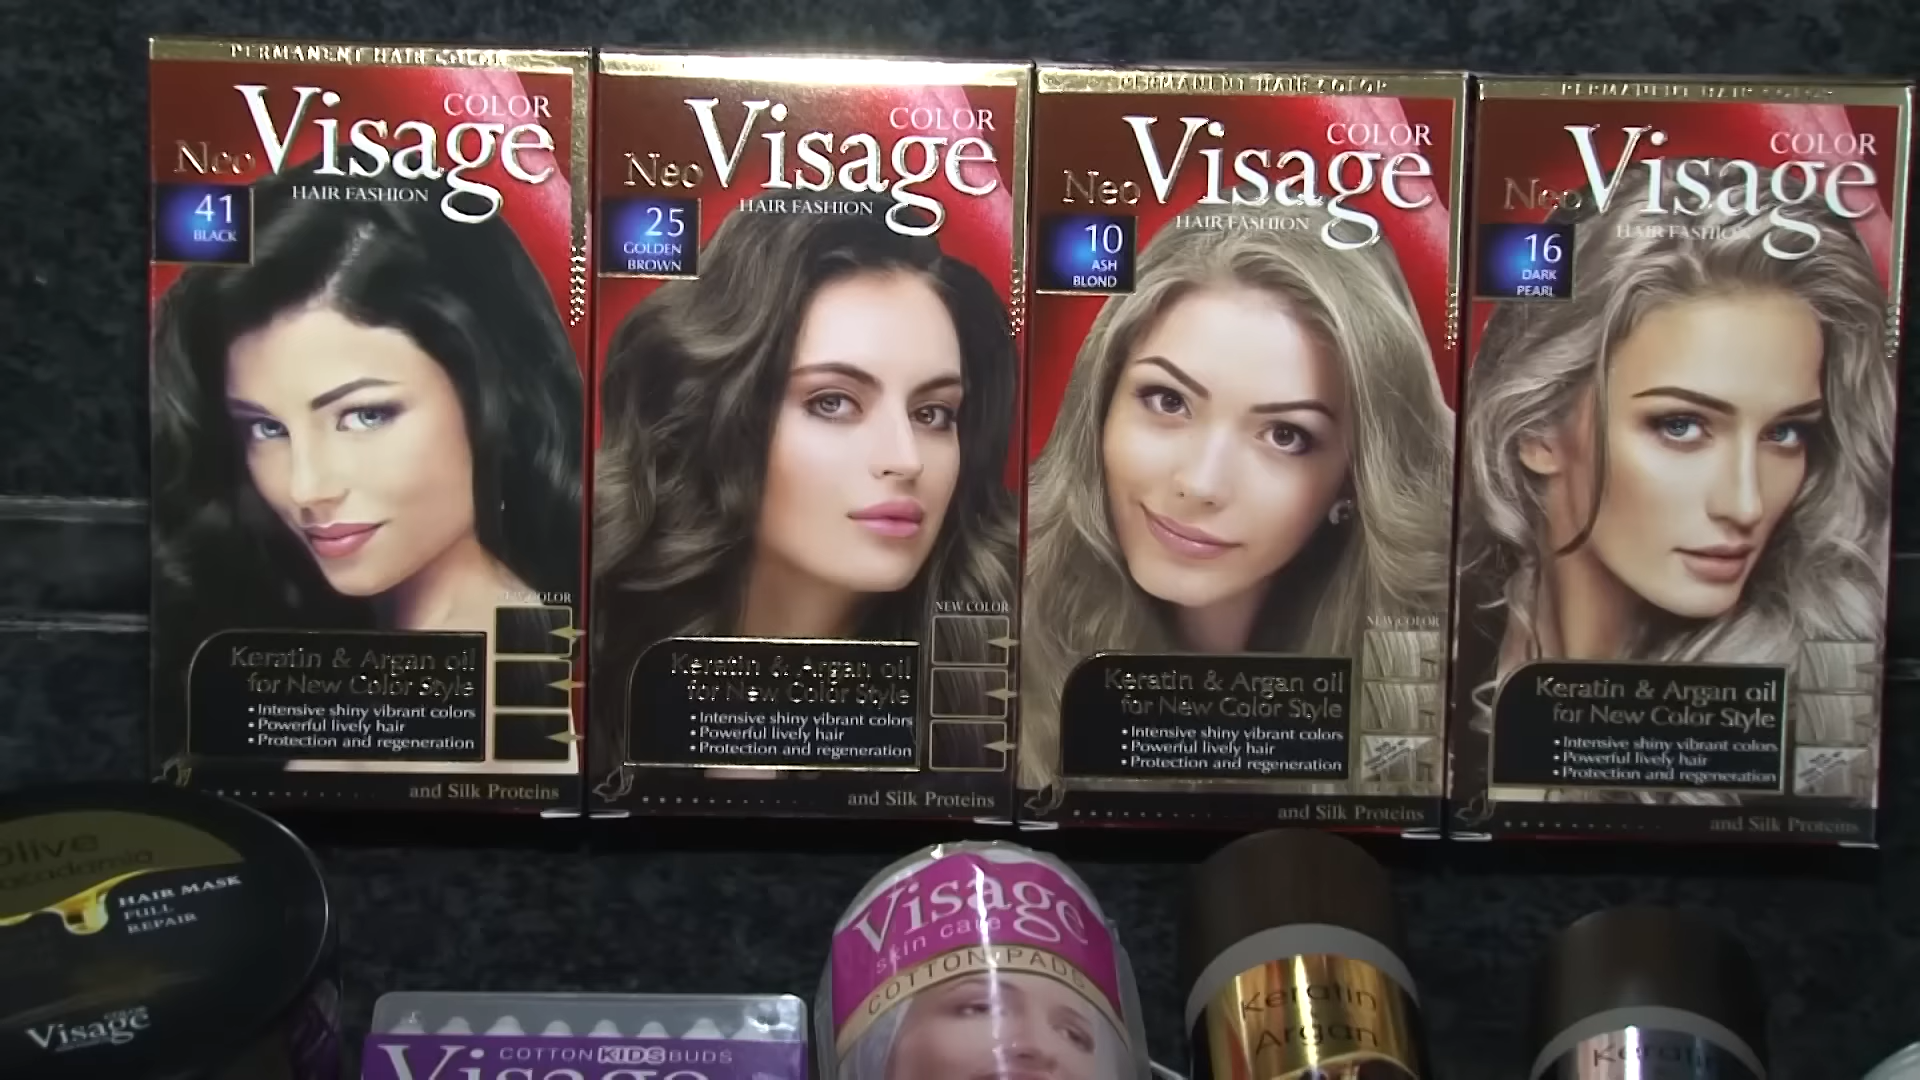 PERMANENT HAIR COLOR
COLOR
Neo Visage
HAIR FASHION
41
BLACK
NEW COLOR
Keratin & Argan oil
for New Color Style
• Intensive shiny vibrant colors
• Powerful lively hair
• Protection and regeneration
and Silk Proteins
COLOR
Neo Visage
HAIR FASHION
25
GOLDEN
BROWN
NEW COLOR
Keratin & Argan oil
for New Color Style
• Intensive shiny vibrant colors
• Powerful lively hair
• Protection and regeneration
and Silk Proteins
PERMANENT HAIR COLOR
COLOR
Neo Visage
HAIR FASHION
10
ASH
BLOND
NEW COLOR
Keratin & Argan oil
for New Color Style
• Intensive shiny vibrant colors
• Powerful lively hair
• Protection and regeneration
and Silk Proteins
PERMANENT HAIR COLOR
COLOR
Neo Visage
HAIR FASHION
16
DARK
PEARL
Keratin & Argan oil
for New Color Style
• Intensive shiny vibrant colors
• Powerful lively hair
• Protection and regeneration
and Silk Proteins
olive
macadamia
HAIR MASK
FULL
REPAIR
COLOR
Visage
COTTON KIDS BUDS
Visage
Visage
skin care
COTTON PADS
Keratin
Argan
Keratin